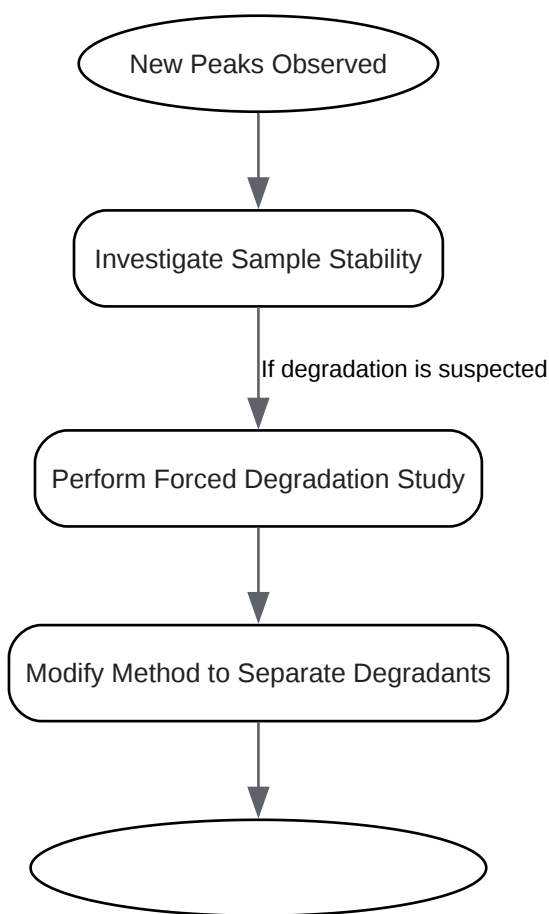 New Peaks Observed
Investigate Sample Stability
If degradation is suspected
Perform Forced Degradation Study
Modify Method to Separate Degradants